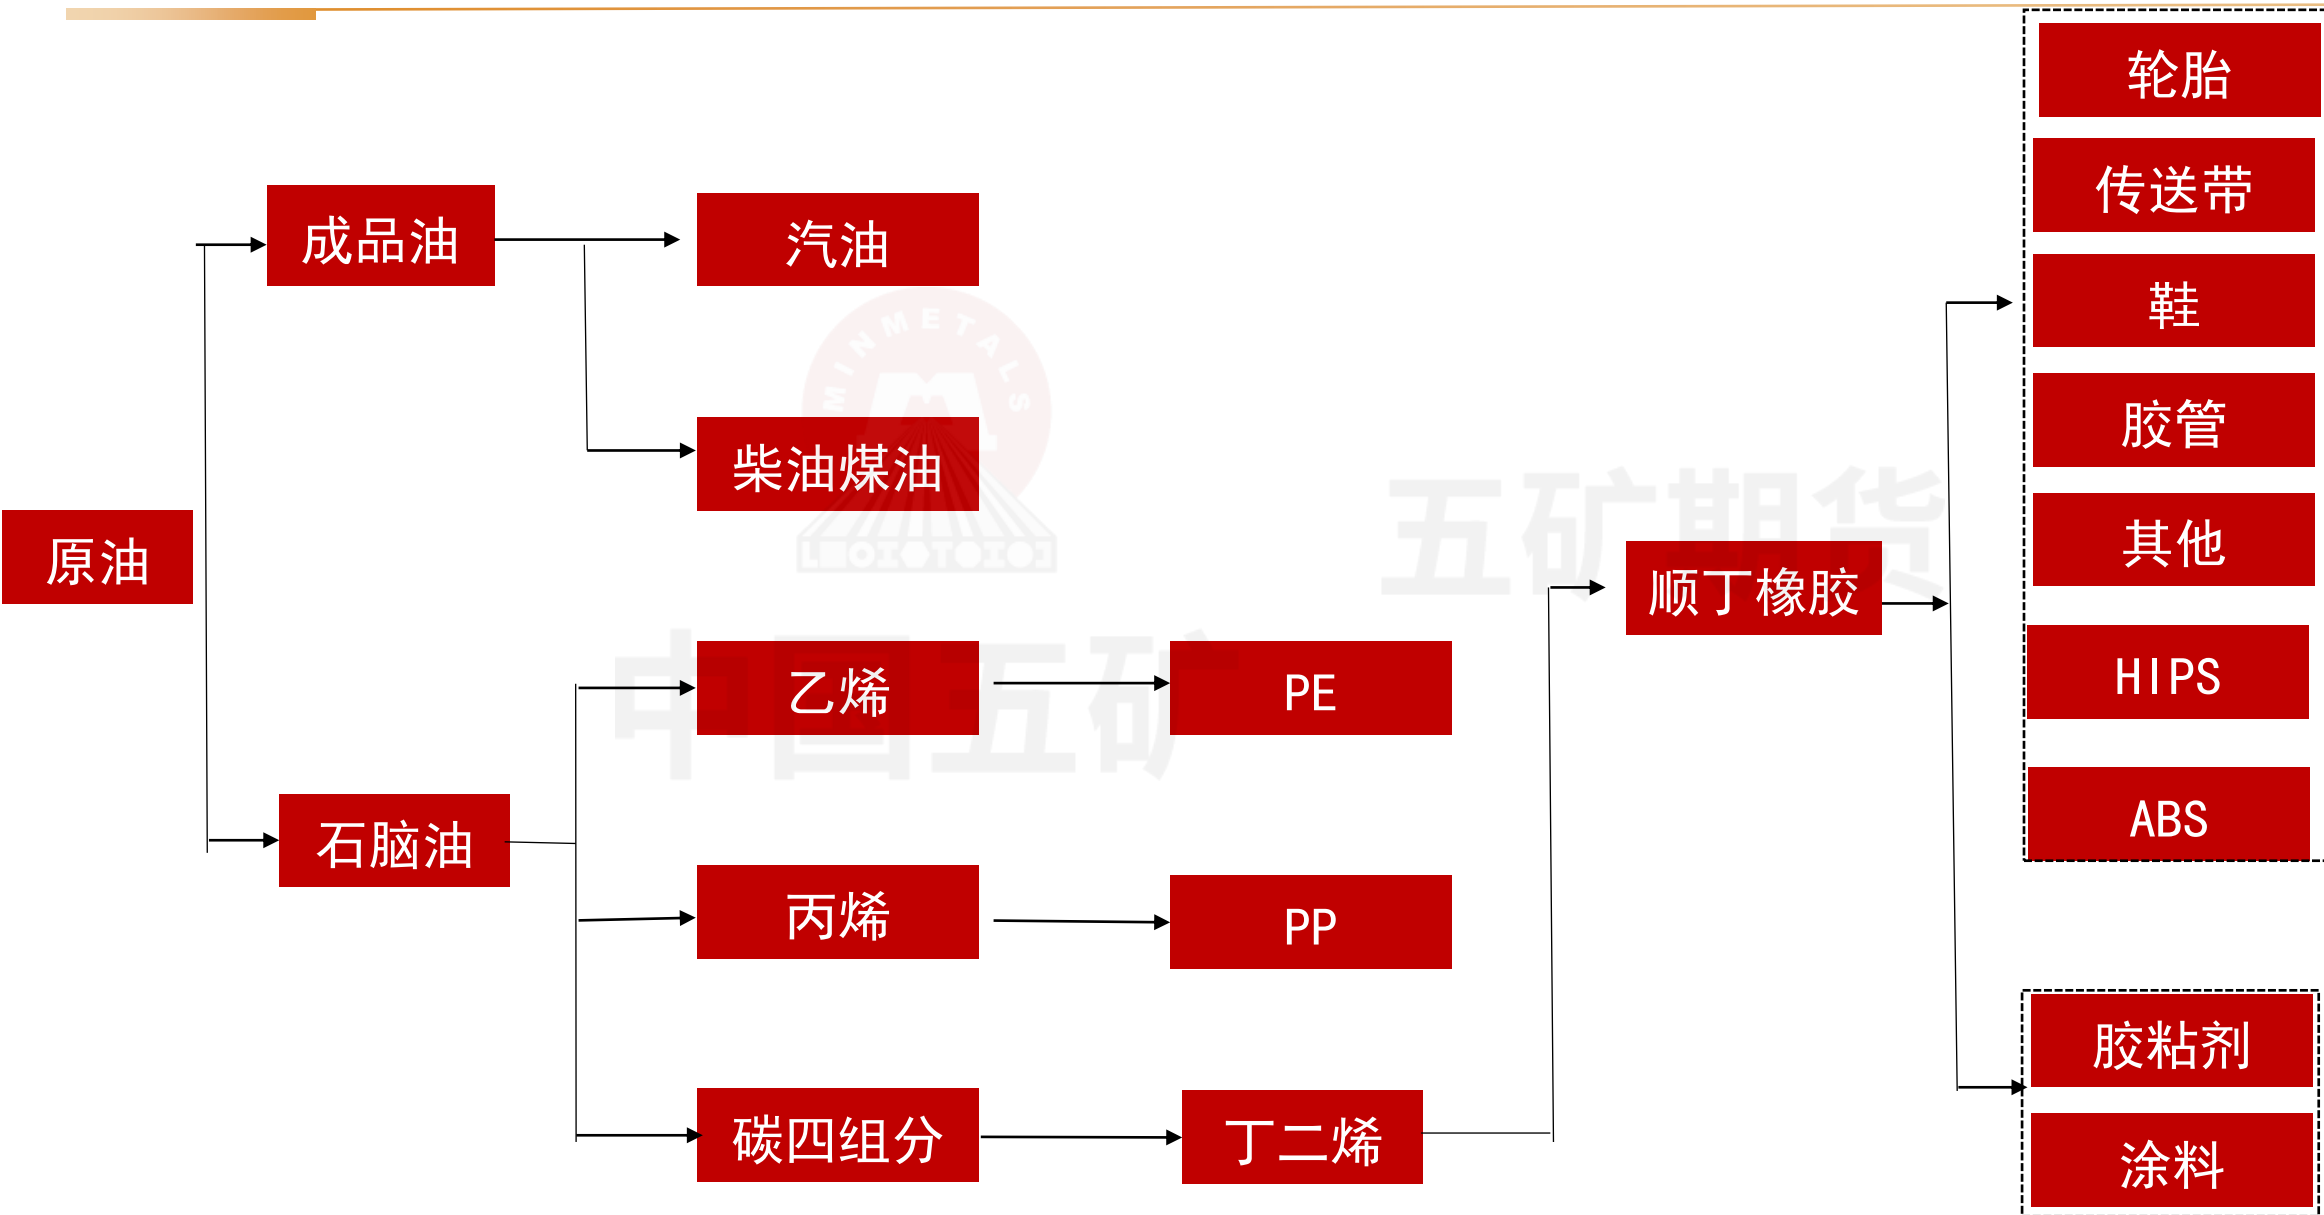 轮胎
传送带
成品油
汽油
鞋
MINMETALS
胶管
柴油煤油
五矿期货
其他
原油
顺丁橡胶
中国五矿
乙烯
PE
HIPS
石脑油
ABS
丙烯
PP
胶粘剂
碳四组分
丁二烯
涂料